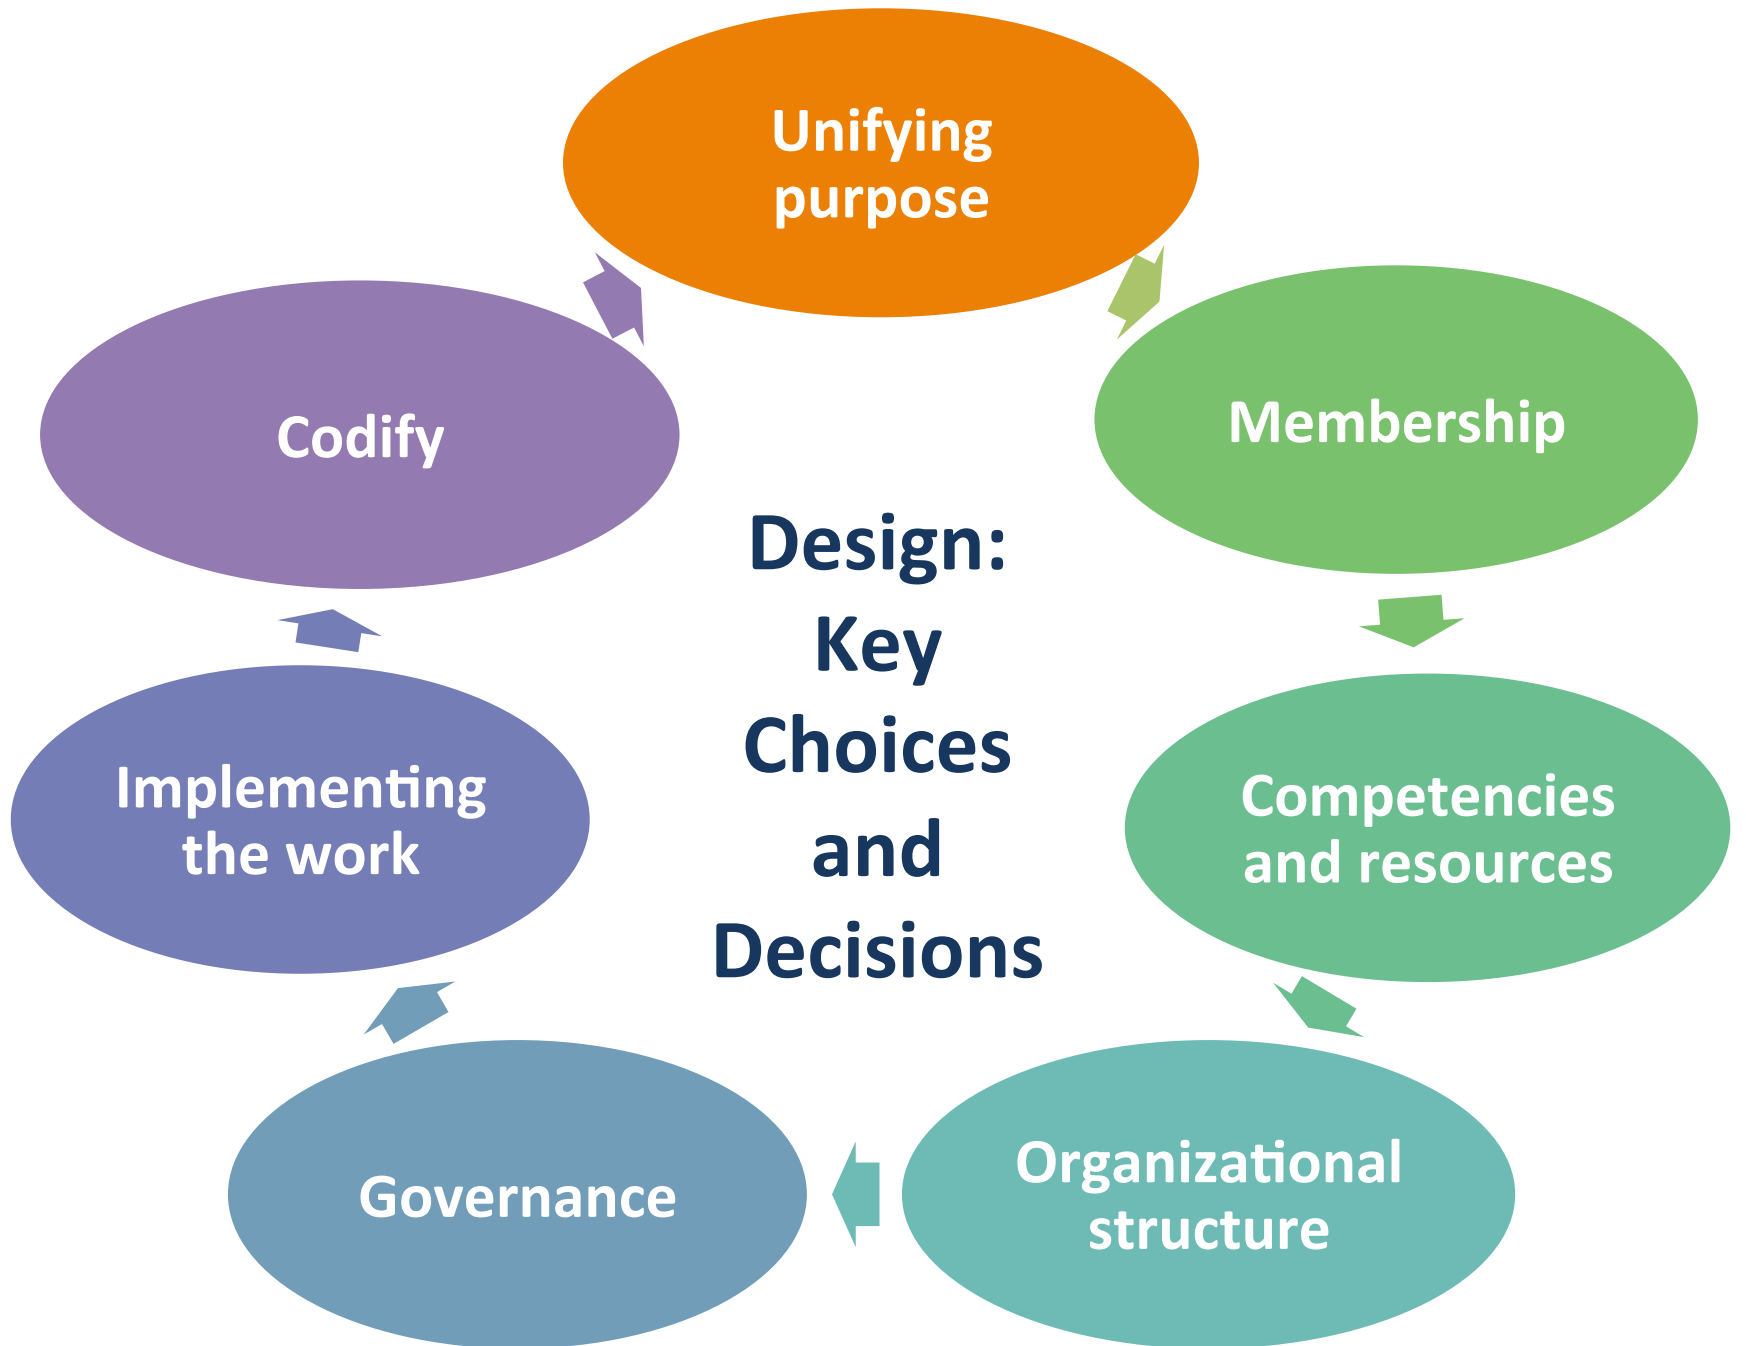 Unifying
purpose
Membership
Competencies
and resources
Organizational
structure
Governance
Implementing
the work
Codify
Design:
Key
Choices
and
Decisions